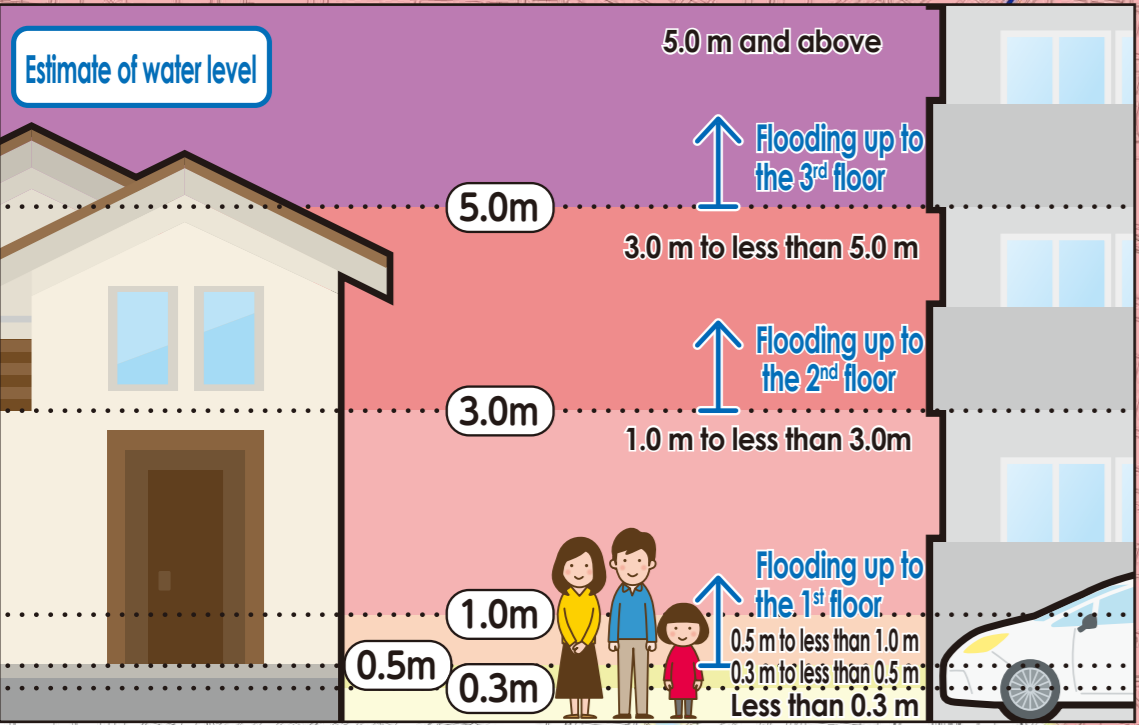 Estimate of water level
5.0 m and above
Flooding up to
the 3rd floor
5.0m
3.0 m to less than 5.0 m
Flooding up to
the 2nd floor
3.0m
1.0 m to less than 3.0m
Flooding up to
the 1st floor
1.0m
0.5 m to less than 1.0 m
0.5m
0.3 m to less than 0.5 m
0.3m
Less than 0.3 m